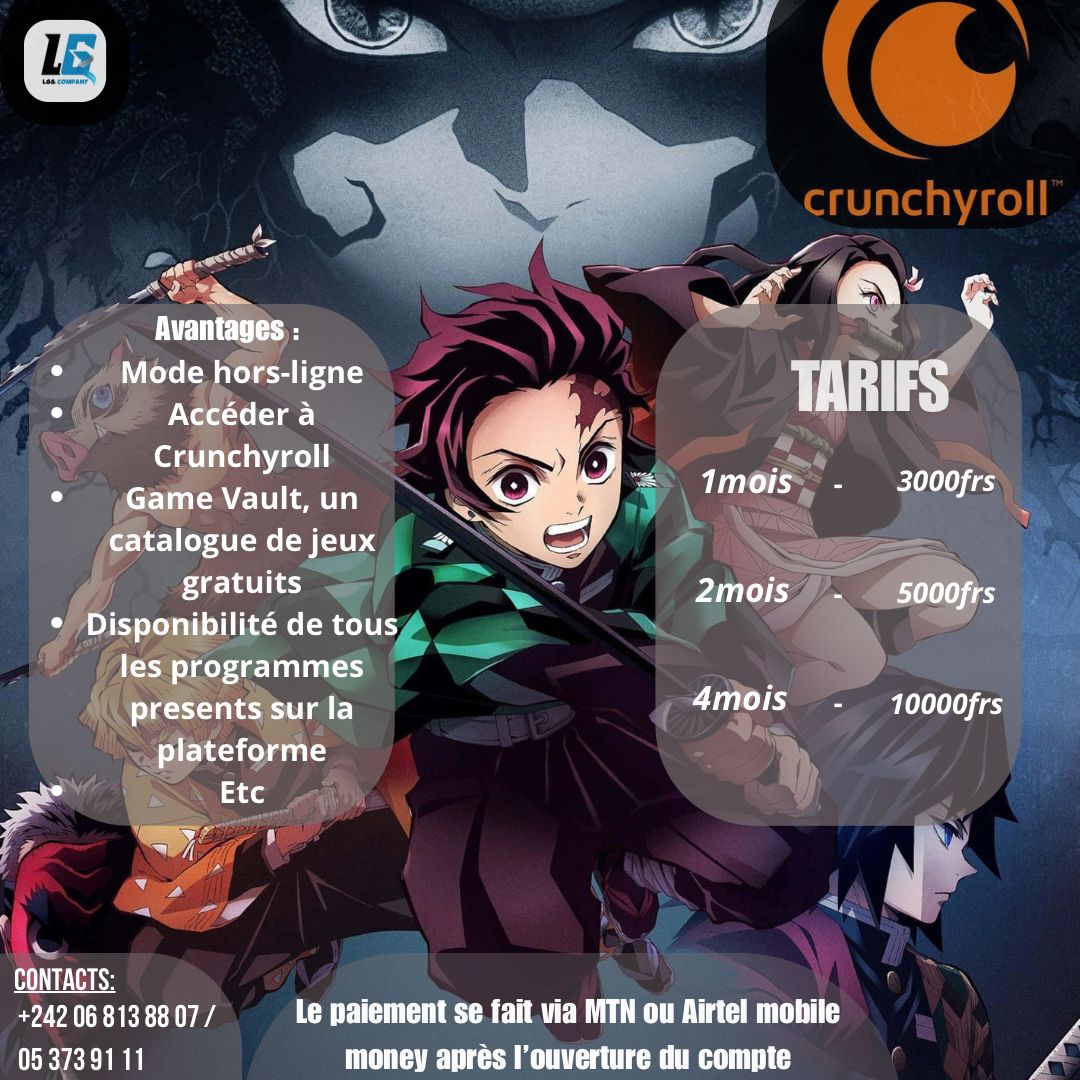 LG
LG& COMPANY
crunchyroll™
Avantages :
• Mode hors-ligne
• Accéder à
Crunchyroll
• Game Vault, un
catalogue de jeux
gratuits
• Disponibilité de tous
les programmes
presents sur la
plateforme
• Etc
TARIFS
1mois - 3000frs
2mois - 5000frs
4mois - 10000frs
CONTACTS:
+242 06 813 88 07 /
05 373 91 11
Le paiement se fait via MTN ou Airtel mobile
money après l'ouverture du compte